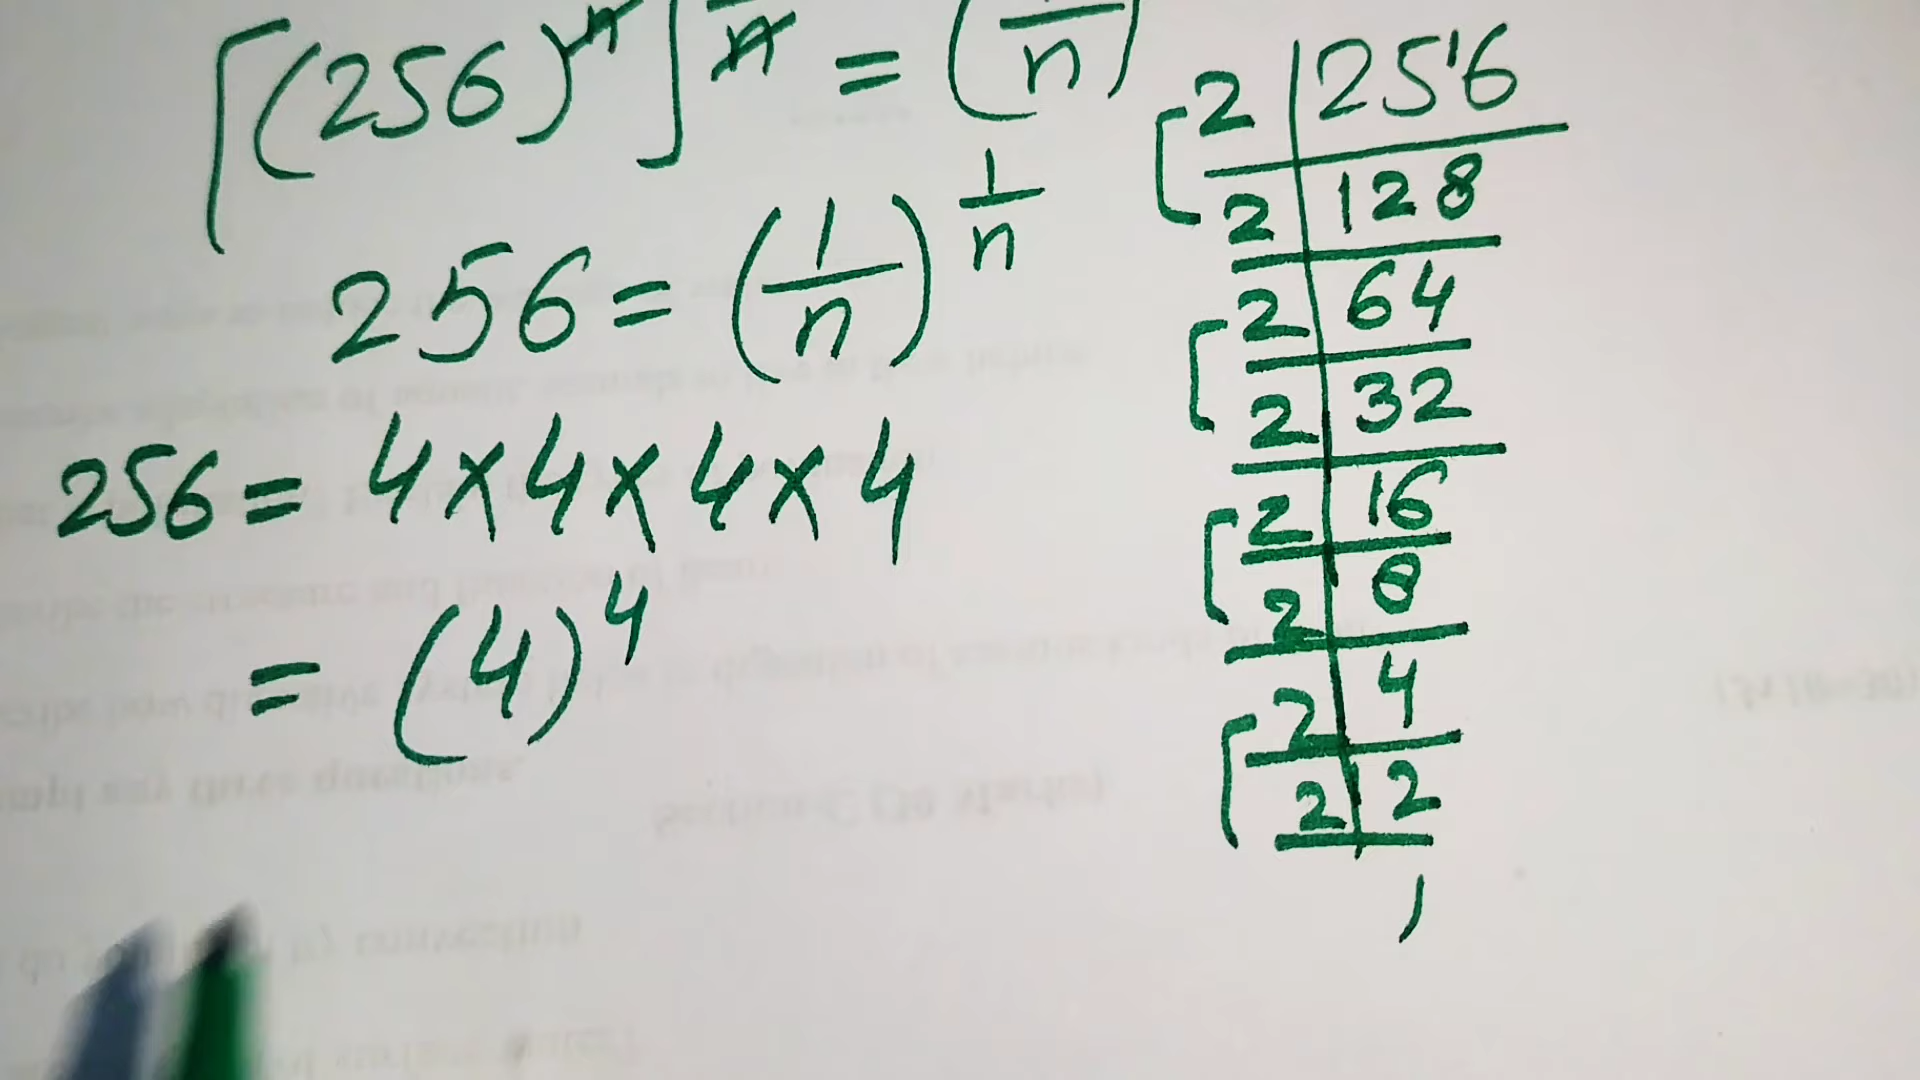 [(256)^n]^1/n = (1/n)
256 = (1/n)^1/n
256 = 4 × 4 × 4 × 4
= (4)^4
2 | 256
2 | 128
2 | 64
2 | 32
2 | 16
2 | 8
2 | 4
2 | 2
1